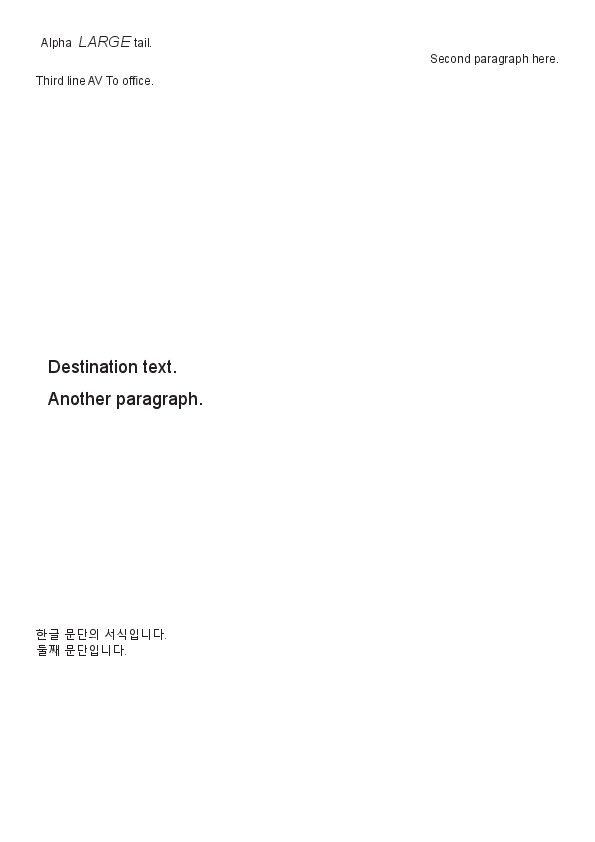 Alpha LARGE tail.
Second paragraph here.
Third line AV To office.
Destination text.
Another paragraph.
한글 문단의 서식입니다.
둘째 문단입니다.